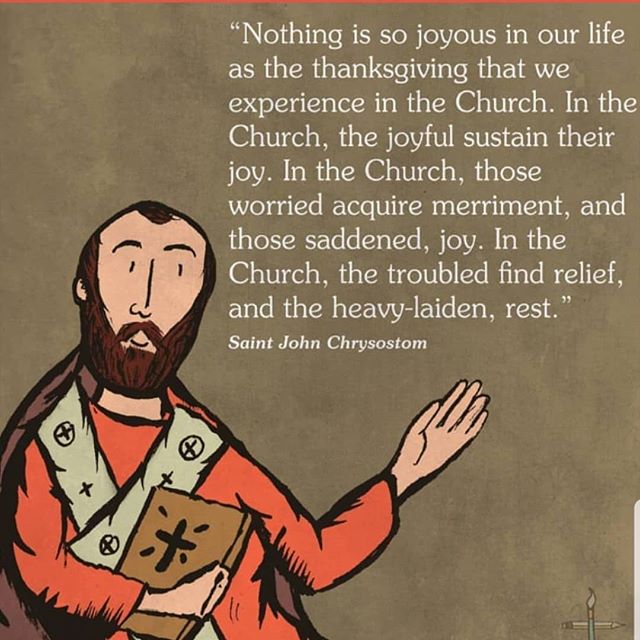 “Nothing is so joyous in our life
as the thanksgiving that we
experience in the Church. In the
Church, the joyful sustain their
joy. In the Church, those
worried acquire merriment, and
those saddened, joy. In the
Church, the troubled find relief,
and the heavy-laiden, rest.”
Saint John Chrysostom